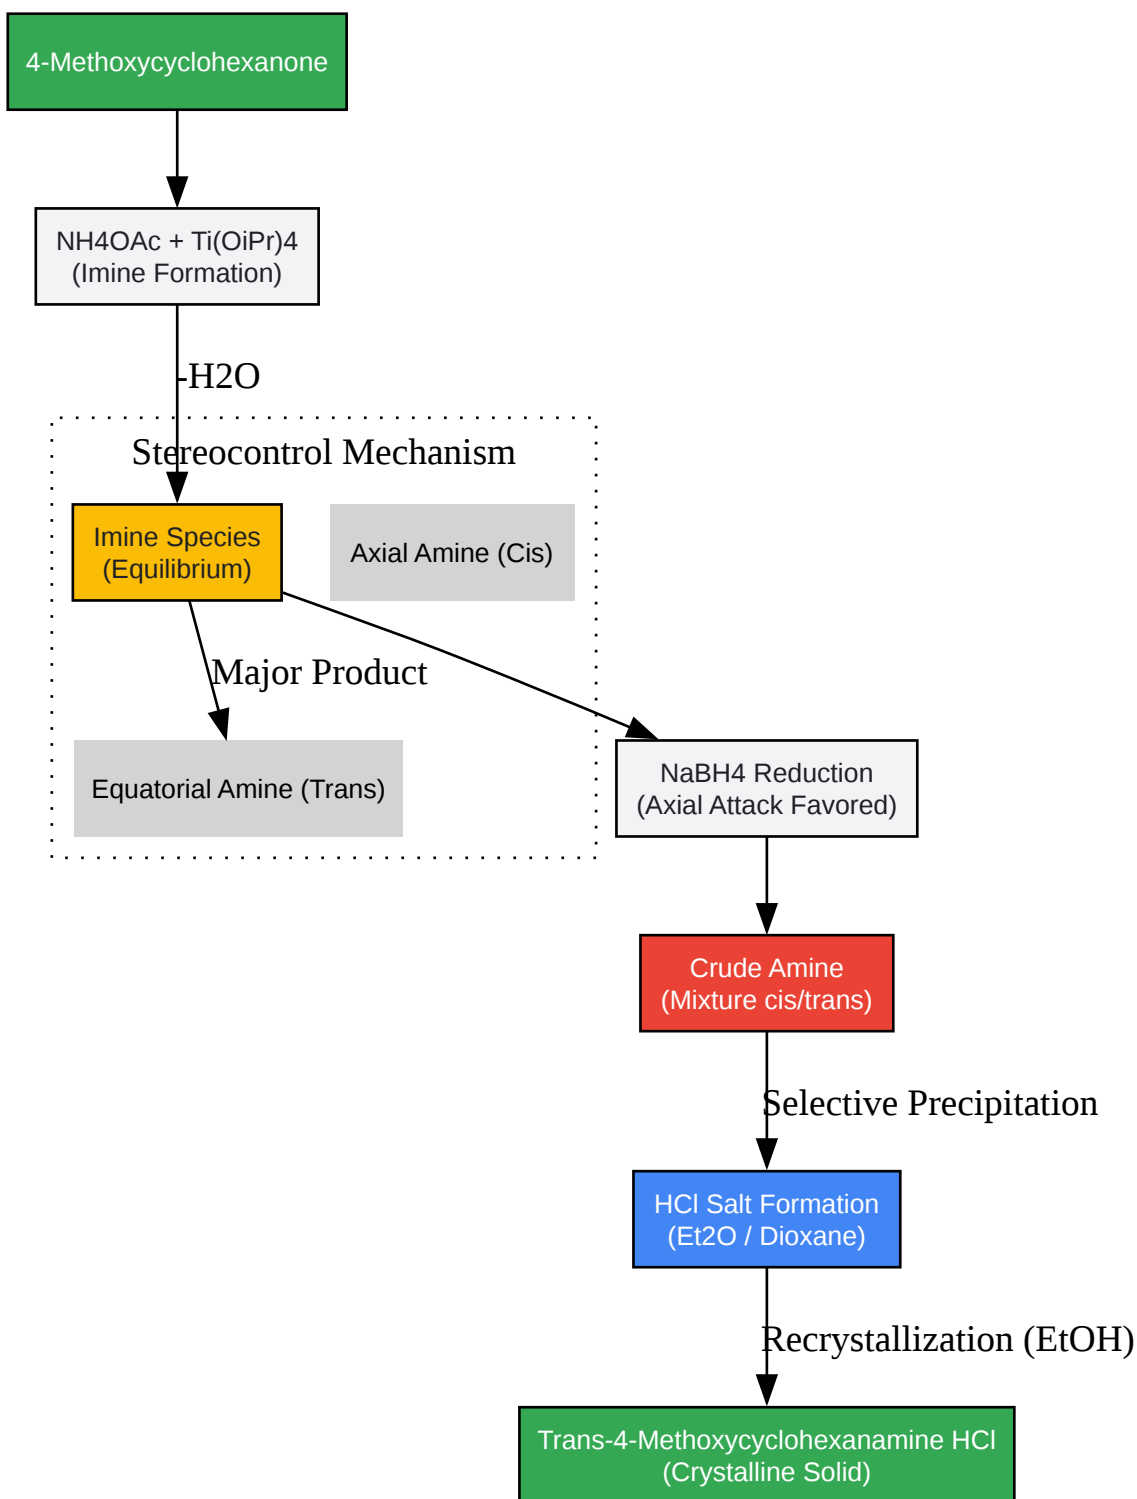 4-Methoxycyclohexanone
NH4OAc + Ti(OiPr)4
(Imine Formation)
-H2O
Stereocontrol Mechanism
Imine Species
(Equilibrium)
Axial Amine (Cis)
Major Product
Equatorial Amine (Trans)
NaBH4 Reduction
(Axial Attack Favored)
Crude Amine
(Mixture cis/trans)
Selective Precipitation
HCl Salt Formation
(Et2O / Dioxane)
Recrystallization (EtOH)
Trans-4-Methoxycyclohexanamine HCl
(Crystalline Solid)